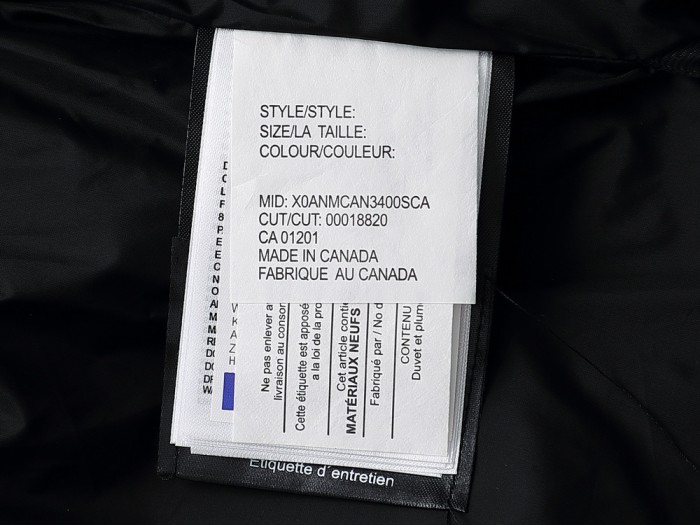 STYLE/STYLE:
SIZE/LA TAILLE:
COLOUR/COULEUR:
MID: X0ANMCAN3400SCA
CUT/CUT: 00018820
CA 01201
MADE IN CANADA
FABRIQUE AU CANADA
Ne pas enlever a
livraison au consor
Cette étiquette est apposé
a la loi de la pro
Cet article conti
MATÉRIAUX NEUFS
Fabriqué par / No d
CONTENU
Duvet et plum
W
K
A
Z
H
Étiquette d'entretien